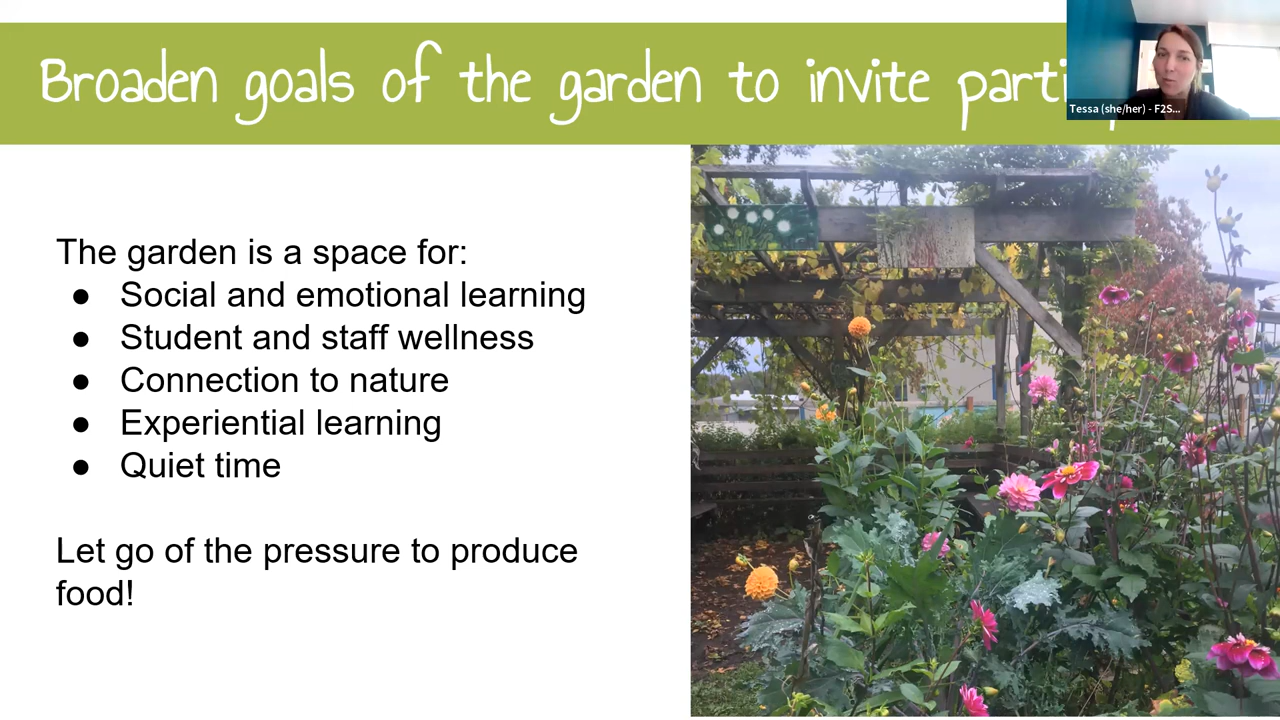 Broaden goals of the garden to invite
Tessa (she/her) - F2S...
The garden is a space for:
● Social and emotional learning
● Student and staff wellness
● Connection to nature
● Experiential learning
● Quiet time
Let go of the pressure to produce
food!